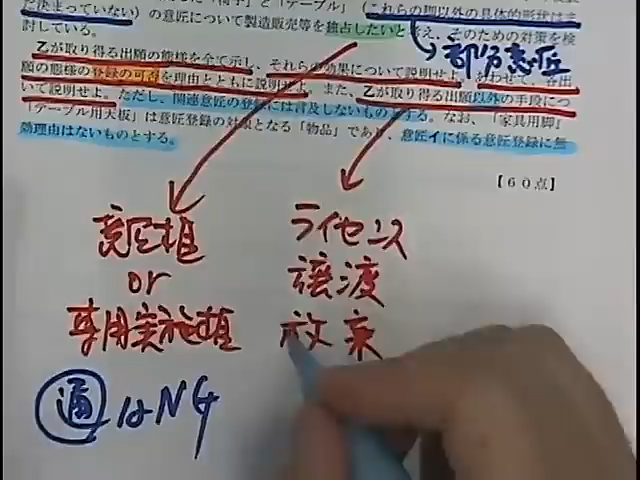 だ決まっていない）の意匠について製造販売等を独占したいと考え、そのための対策を検
討している。
乙が取り得る出願の態様を全て示し、それらの効果について説明せよ。あわせて、各出
願の態様の登録の可否を理由とともに説明せよ。また、乙が取り得る出願以外の手段につ
いて説明せよ。ただし、関連意匠の登録には言及しないものとする。なお、「家具用脚」
「テーブル用天板」は意匠登録の対象となる「物品」であり、意匠イに係る意匠登録に無
効理由はないものとする。
【６０点】
部分意匠
意匠権
or
専用実施権
通はNG
ライセンス
譲渡
放棄